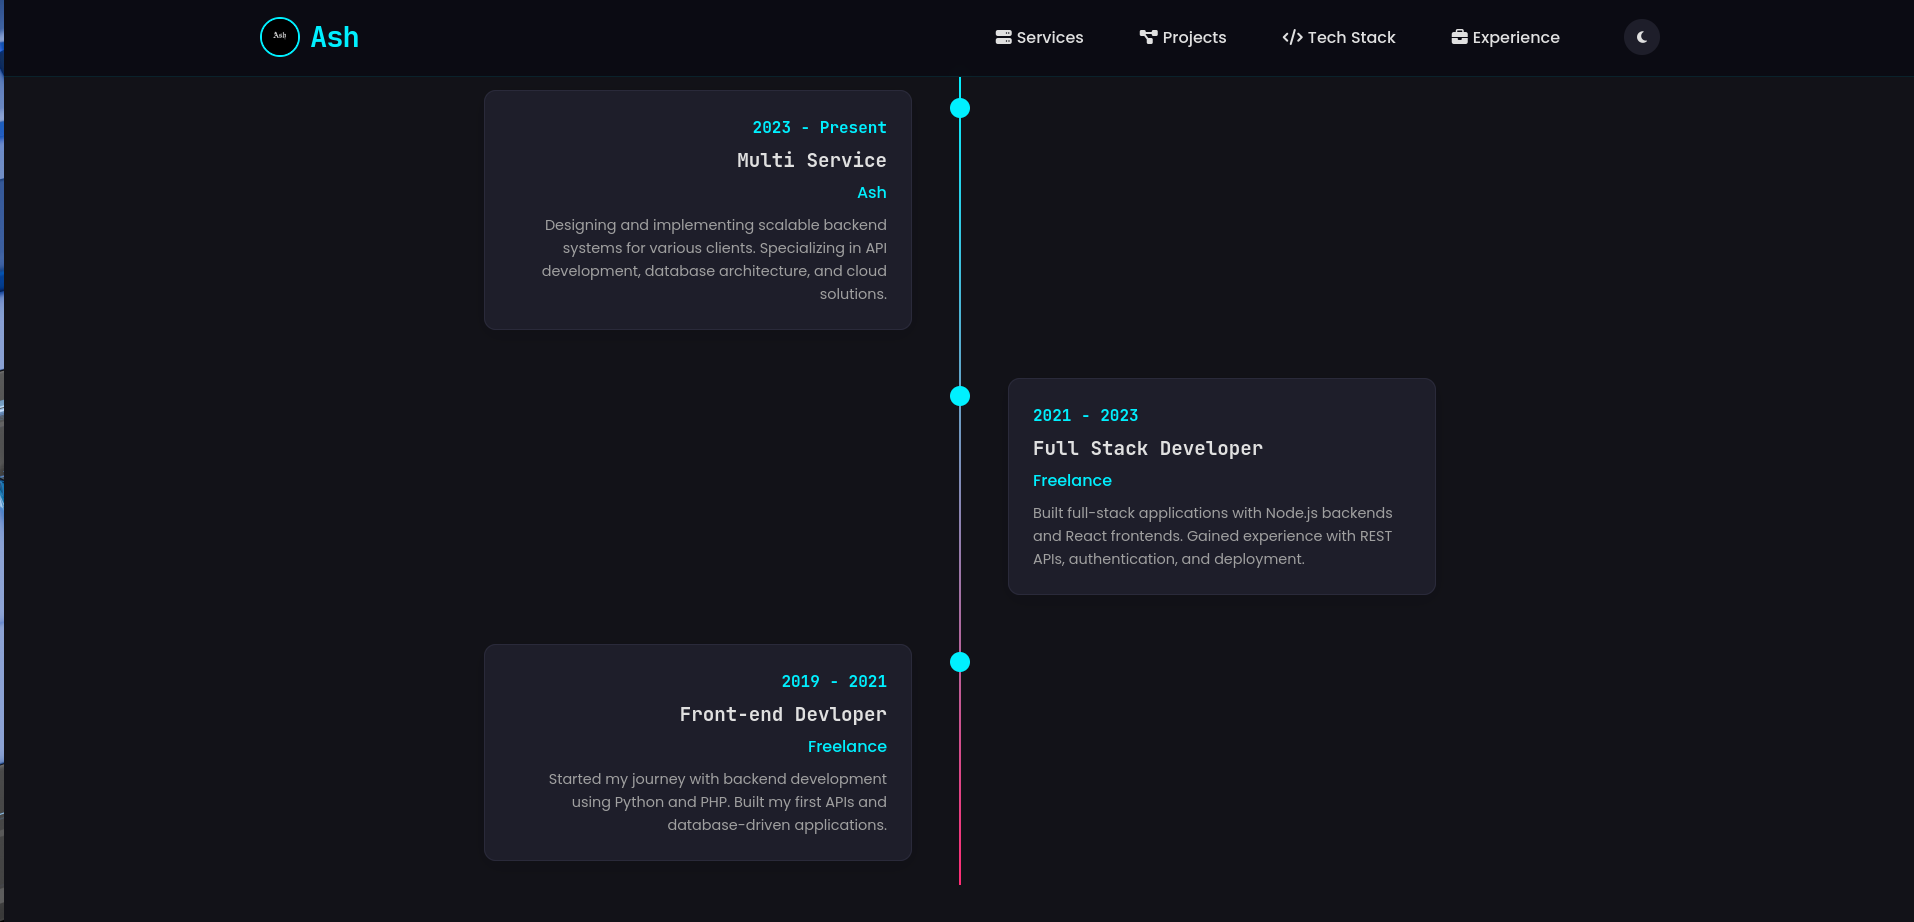 Ash
Ash
Services
Projects
Tech Stack
Experience
2023 - Present
Multi Service
Ash
Designing and implementing scalable backend
systems for various clients. Specializing in API
development, database architecture, and cloud
solutions.
2021 - 2023
Full Stack Developer
Freelance
Built full-stack applications with Node.js backends
and React frontends. Gained experience with REST
APIs, authentication, and deployment.
2019 - 2021
Front-end Devloper
Freelance
Started my journey with backend development
using Python and PHP. Built my first APIs and
database-driven applications.